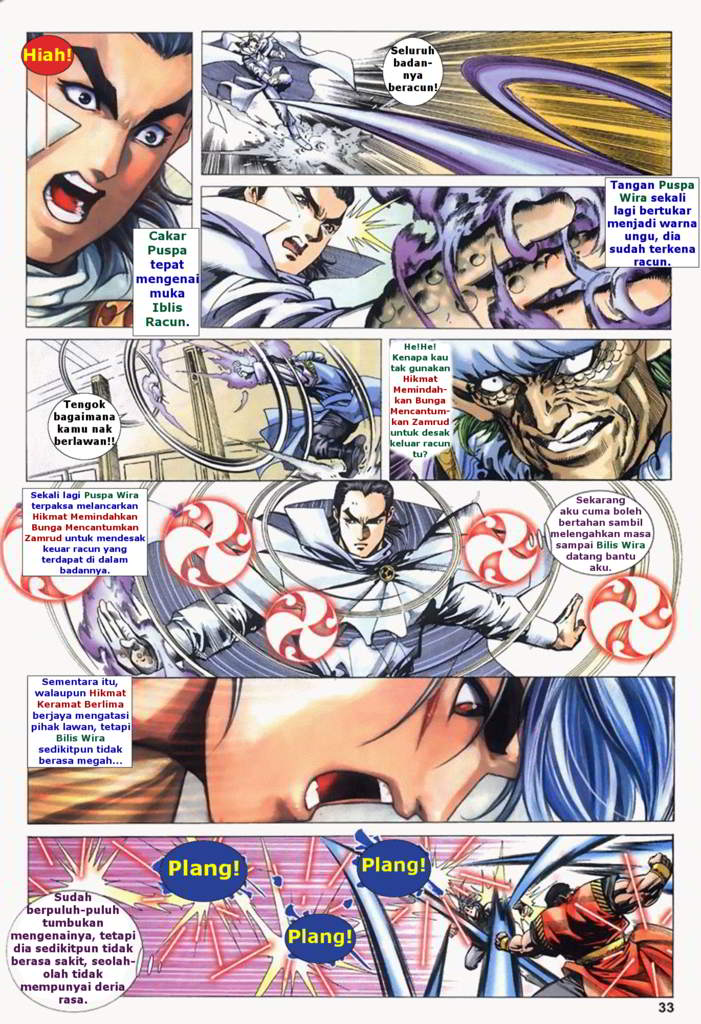 Hiah!
Seluruh
badan-
nya
beracun!
Cakar
Puspa
tepat
mengenai
muka
Iblis
Racun.
Tangan Puspa
Wira sekali
lagi bertukar
menjadi warna
ungu, dia
sudah terkena
racun.
Tengok
bagaimana
kamu nak
berlawan!!
He!He!
Kenapa kau
tak gunakan
Hikmat
Memindah-
kan Bunga
Mencantum-
kan Zamrud
untuk desak
keluar racun
tu?
Sekali lagi Puspa Wira
terpaksa melancarkan
Hikmat Memindahkan
Bunga Mencantumkan
Zamrud untuk mendesak
keuar racun yang
terdapat di dalam
badannya.
Sekarang
aku cuma boleh
bertahan sambil
melengahkan masa
sampai Bilis Wira
datang bantu
aku.
Sementara itu,
walaupun Hikmat
Keramat Berlima
berjaya mengatasi
pihak lawan, tetapi
Bilis Wira
sedikitpun tidak
berasa megah...
Plang!
Plang!
Plang!
Sudah
berpuluh-puluh
tumbukan
mengenainya, tetapi
dia sedikitpun tidak
berasa sakit, seolah-
olah tidak
mempunyai deria
rasa.
33